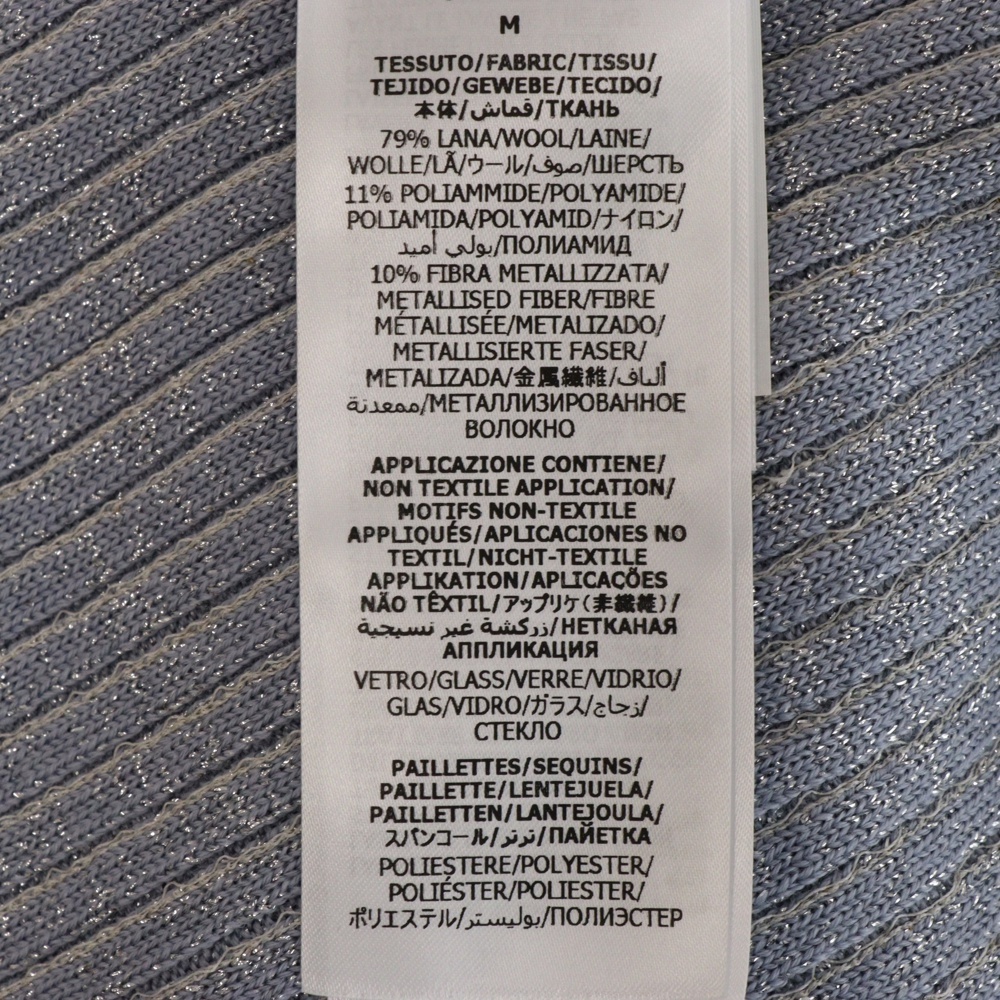 M
TESSUTO/FABRIC/TISSU/
TEJIDO/GEWEBE/TECIDO/
本体/قماش/ТКАНЬ
79% LANA/WOOL/LAINE/
WOLLE/LÃ/ウール/صوف/ШЕРСТЬ
11% POLIAMMIDE/POLYAMIDE/
POLIAMIDA/POLYAMID/ナイロン/
بولي أميد/ПОЛИАМИД
10% FIBRA METALLIZZATA/
METALLISED FIBER/FIBRE
MÉTALLISÉE/METALIZADO/
METALLISIERTE FASER/
METALIZADA/金属繊維/ألياف
ممعدنة/МЕТАЛЛИЗИРОВАННОЕ
ВОЛОКНО
APPLICAZIONE CONTIENE/
NON TEXTILE APPLICATION/
MOTIFS NON-TEXTILE
APPLIQUÉS/APLICACIONES NO
TEXTIL/NICHT-TEXTILE
APPLIKATION/APLICAÇÕES
NÃO TÊXTIL/アップリケ(非繊維)/
زركشة غير نسيجية/НЕТКАНАЯ
АППЛИКАЦИЯ
VETRO/GLASS/VERRE/VIDRIO/
GLAS/VIDRO/ガラス/زجاج/
СТЕКЛО
PAILLETTES/SEQUINS/
PAILLETTE/LENTEJUELA/
PAILLETTEN/LANTEJOULA/
スパンコール/ترتر/ПАЙЕТКА
POLIESTERE/POLYESTER/
POLIÉSTER/POLIESTER/
ポリエステル/بوليستر/ПОЛИЭСТЕР